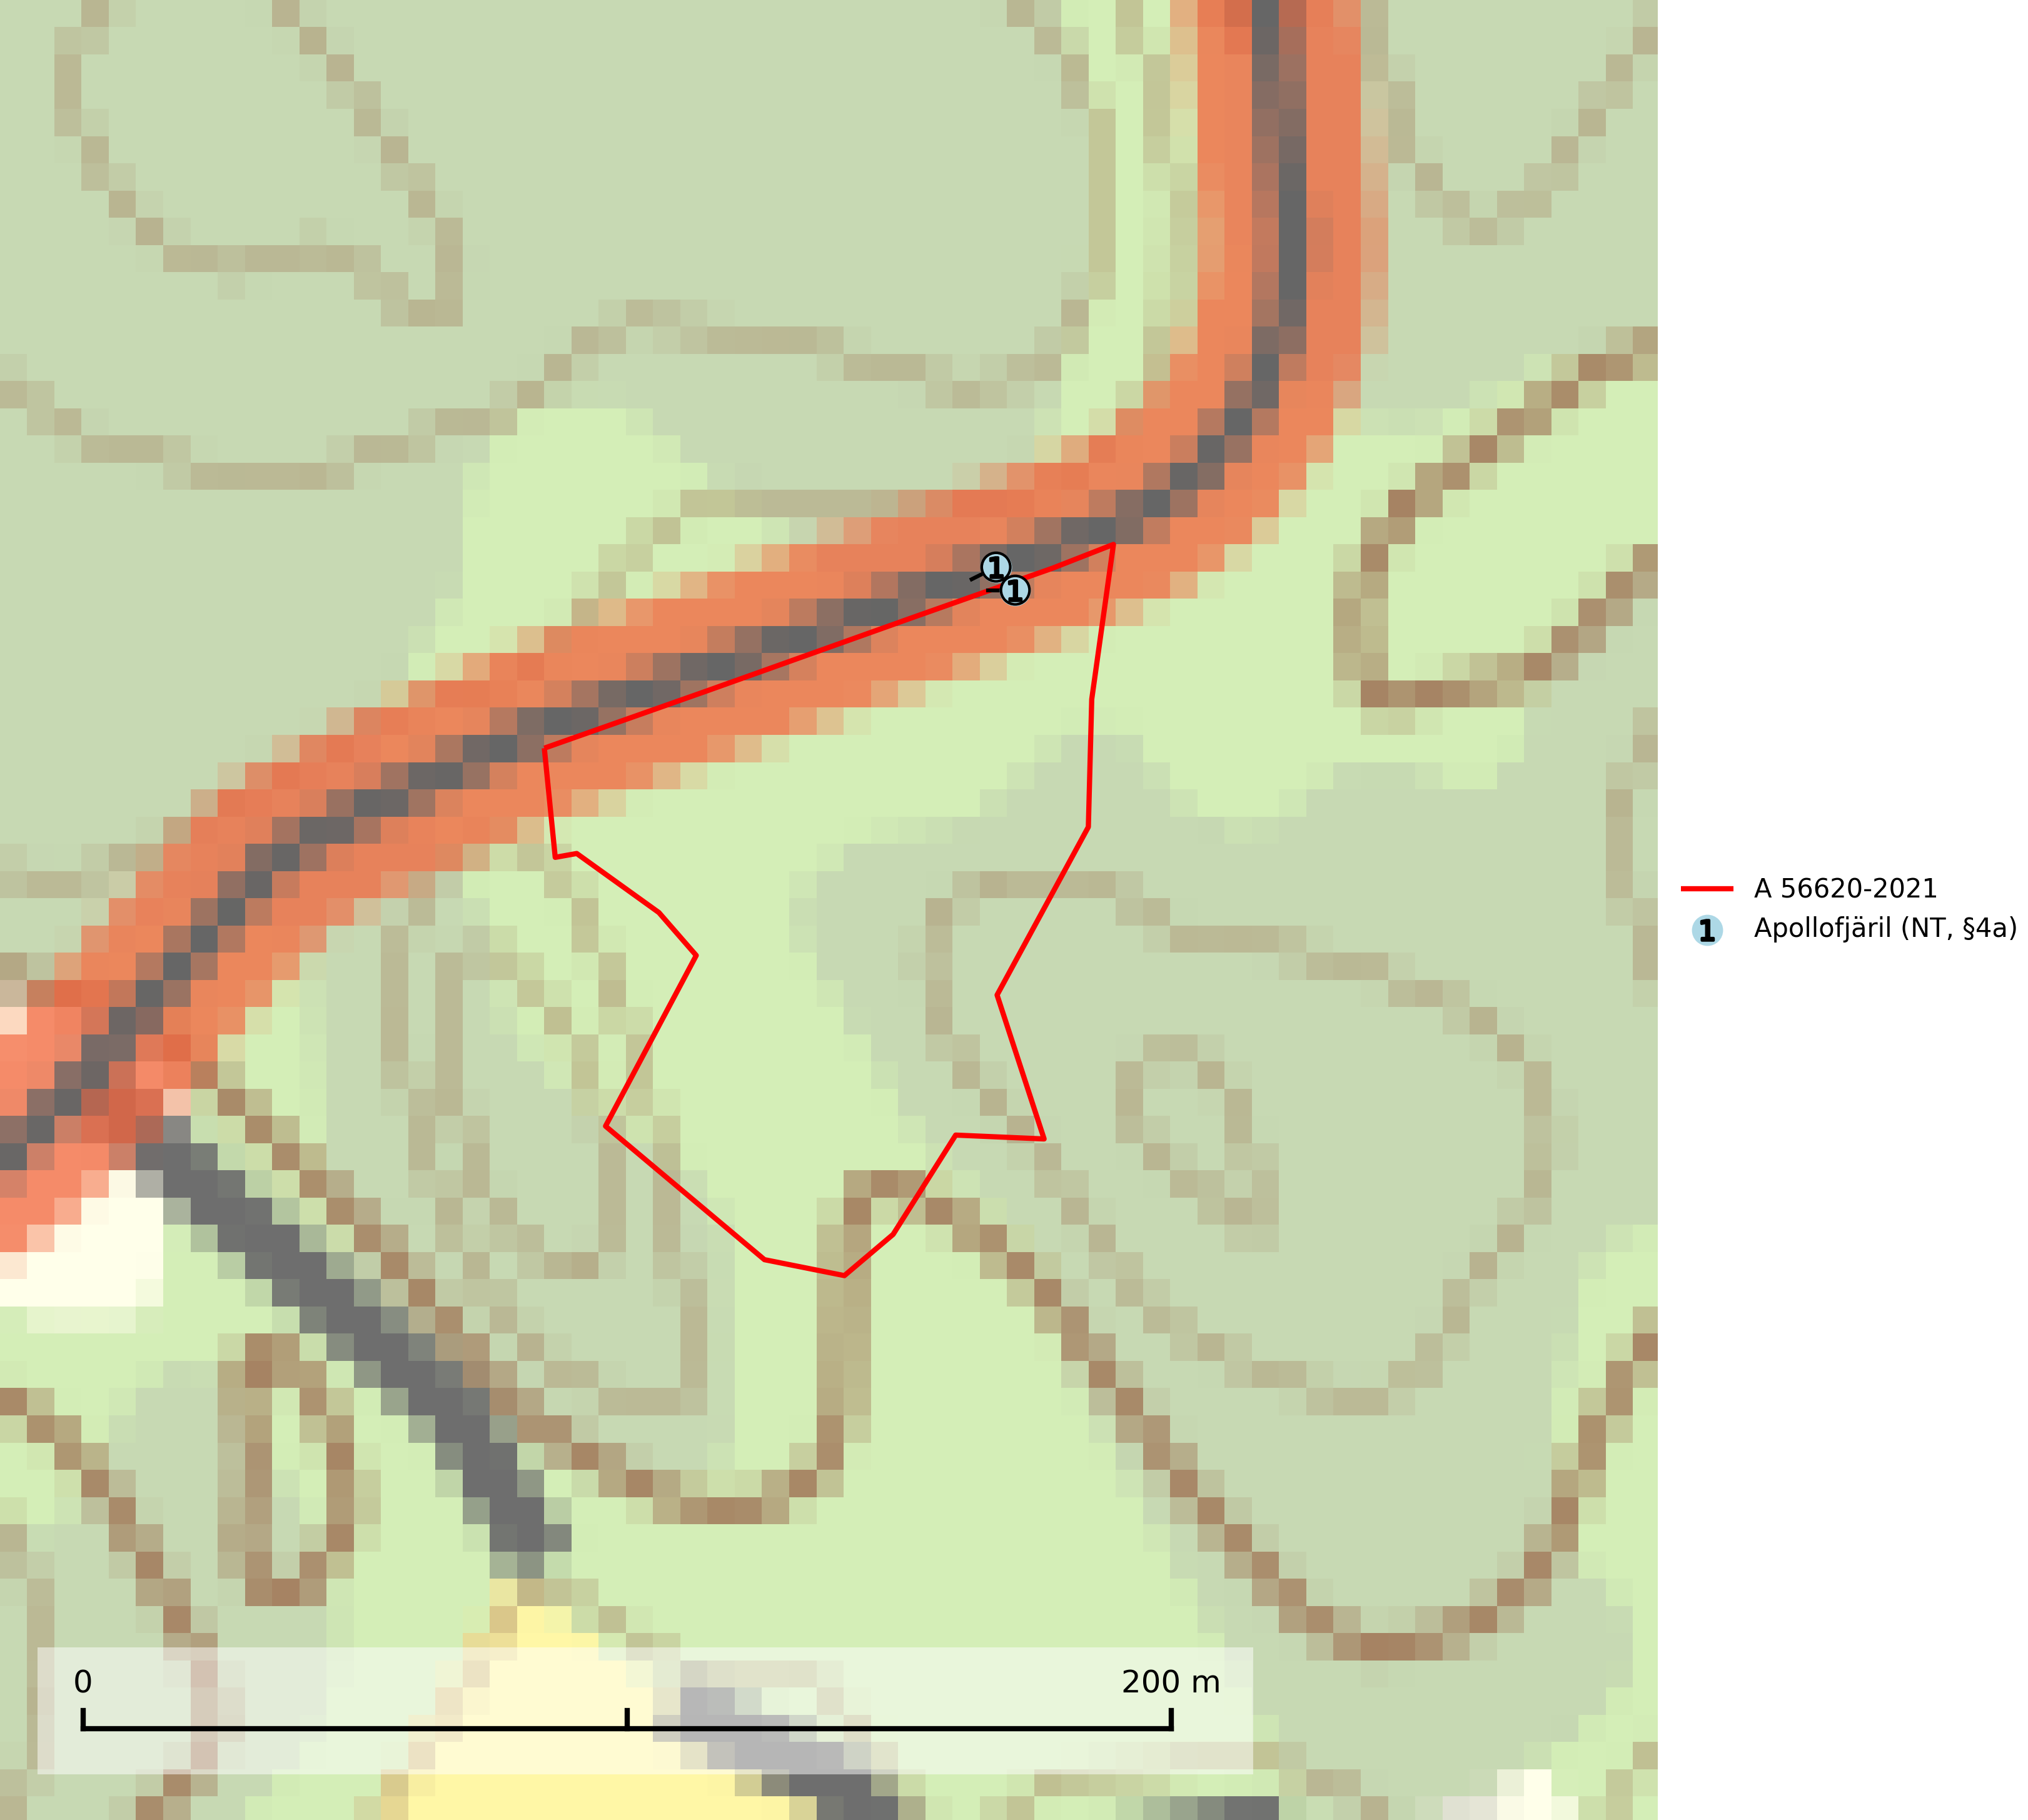 1
1
A 56620-2021
1 Apollofjäril (NT, §4a)
0 200 m